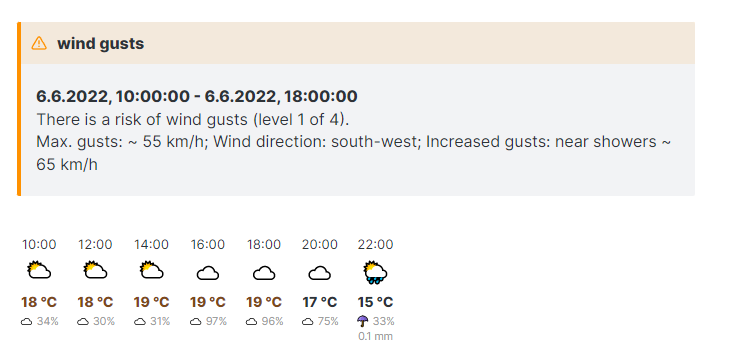 wind gusts
6.6.2022, 10:00:00 - 6.6.2022, 18:00:00
There is a risk of wind gusts (level 1 of 4).
Max. gusts: ~ 55 km/h; Wind direction: south-west; Increased gusts: near showers ~
65 km/h
10:00 12:00 14:00 16:00 18:00 20:00 22:00
18 °C 18 °C 19 °C 19 °C 19 °C 17 °C 15 °C
34% 30% 31% 97% 96% 75% 33%
0.1 mm